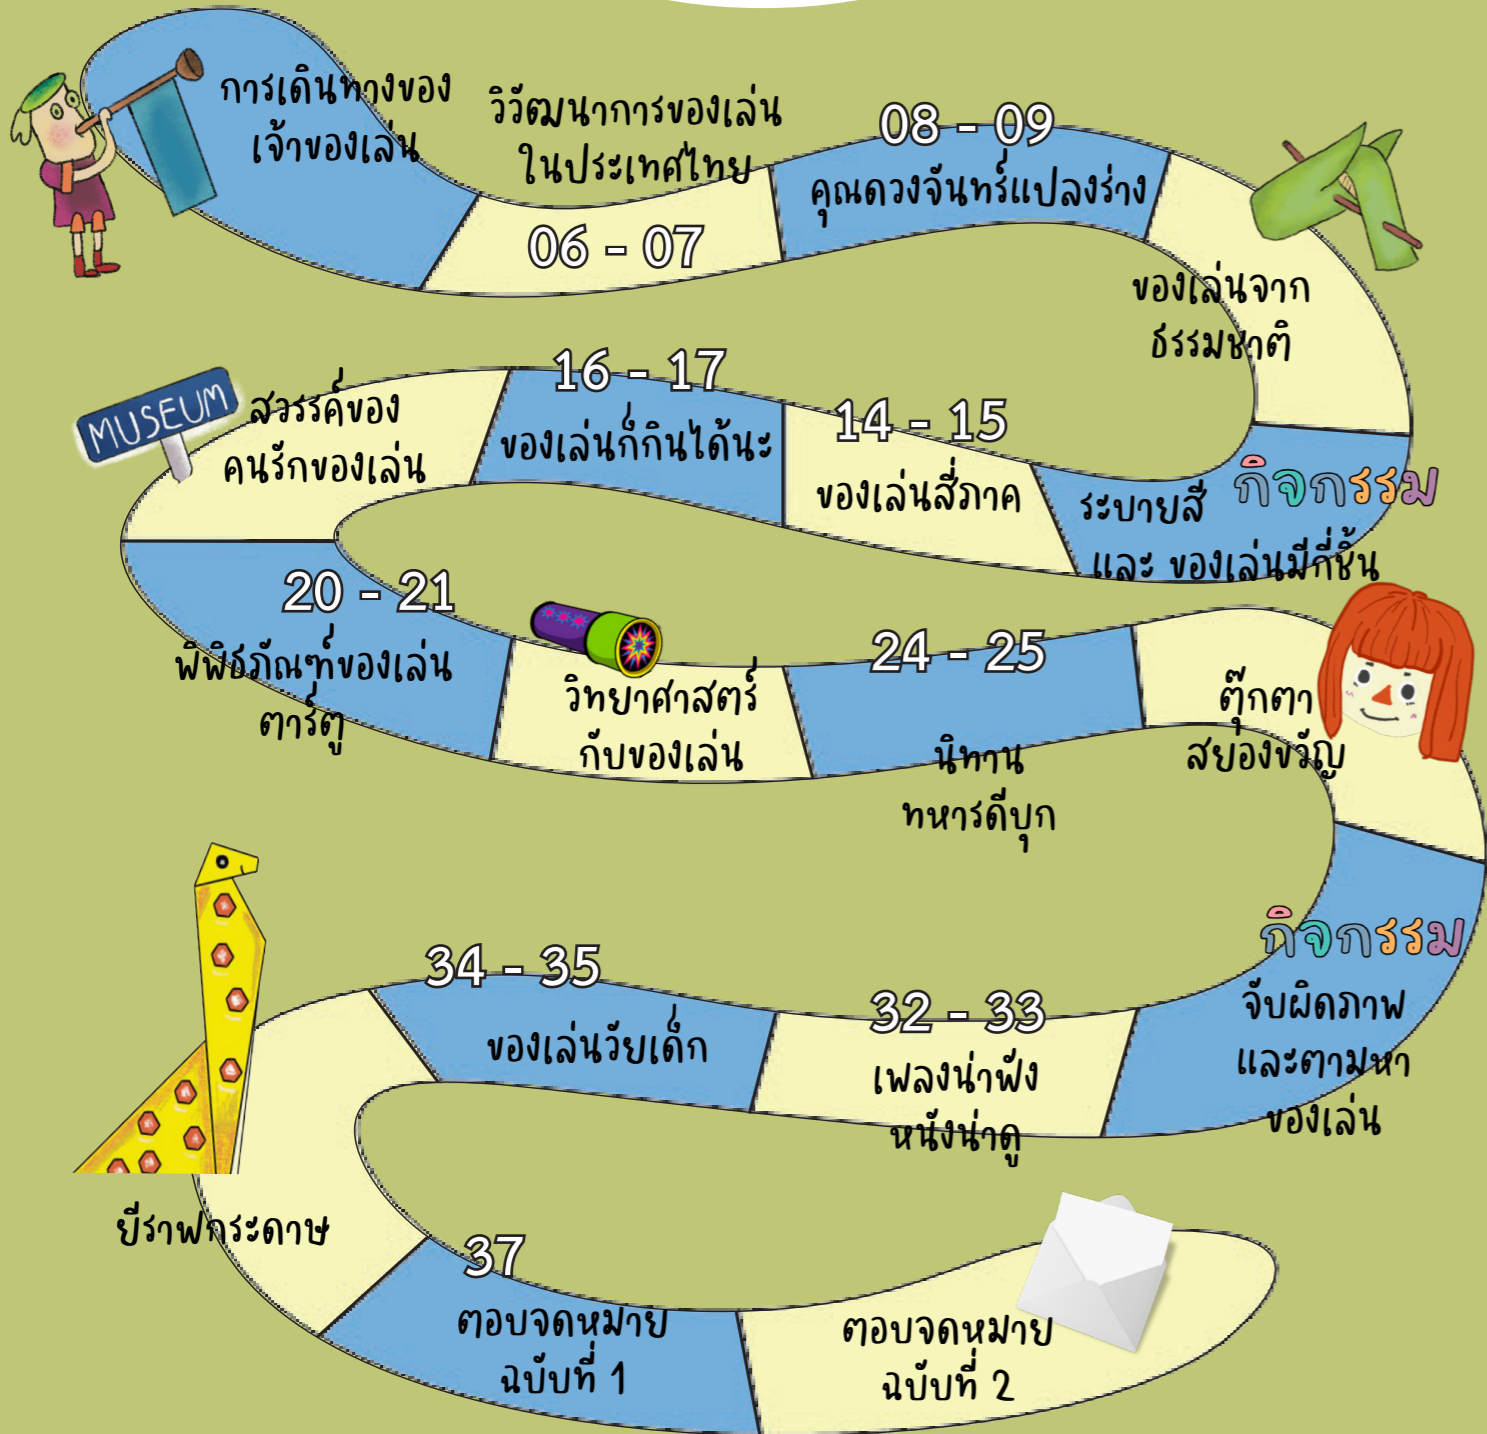 การเดินทางของ
เจ้าของเล่น
วิวัฒนาการของเล่น
ในประเทศไทย
06 - 07
08 - 09
คุณดวงจันทร์แปลงร่าง
ของเล่นจาก
ธรรมชาติ
กิจกรรม
ระบายสี
และ ของเล่นมีกี่ชิ้น
14 - 15
ของเล่นสี่ภาค
16 - 17
ของเล่นก็กินได้นะ
MUSEUM
สวรรค์ของ
คนรักของเล่น
20 - 21
พิพิธภัณฑ์ของเล่น
ตาร์ตู
วิทยาศาสตร์
กับของเล่น
24 - 25
นิทาน
ทหารดีบุก
ตุ๊กตา
สยองขวัญ
กิจกรรม
จับผิดภาพ
และตามหา
ของเล่น
32 - 33
เพลงน่าฟัง
หนังน่าดู
34 - 35
ของเล่นวัยเด็ก
ยีราฟกระดาษ
37
ตอบจดหมาย
ฉบับที่ 1
ตอบจดหมาย
ฉบับที่ 2